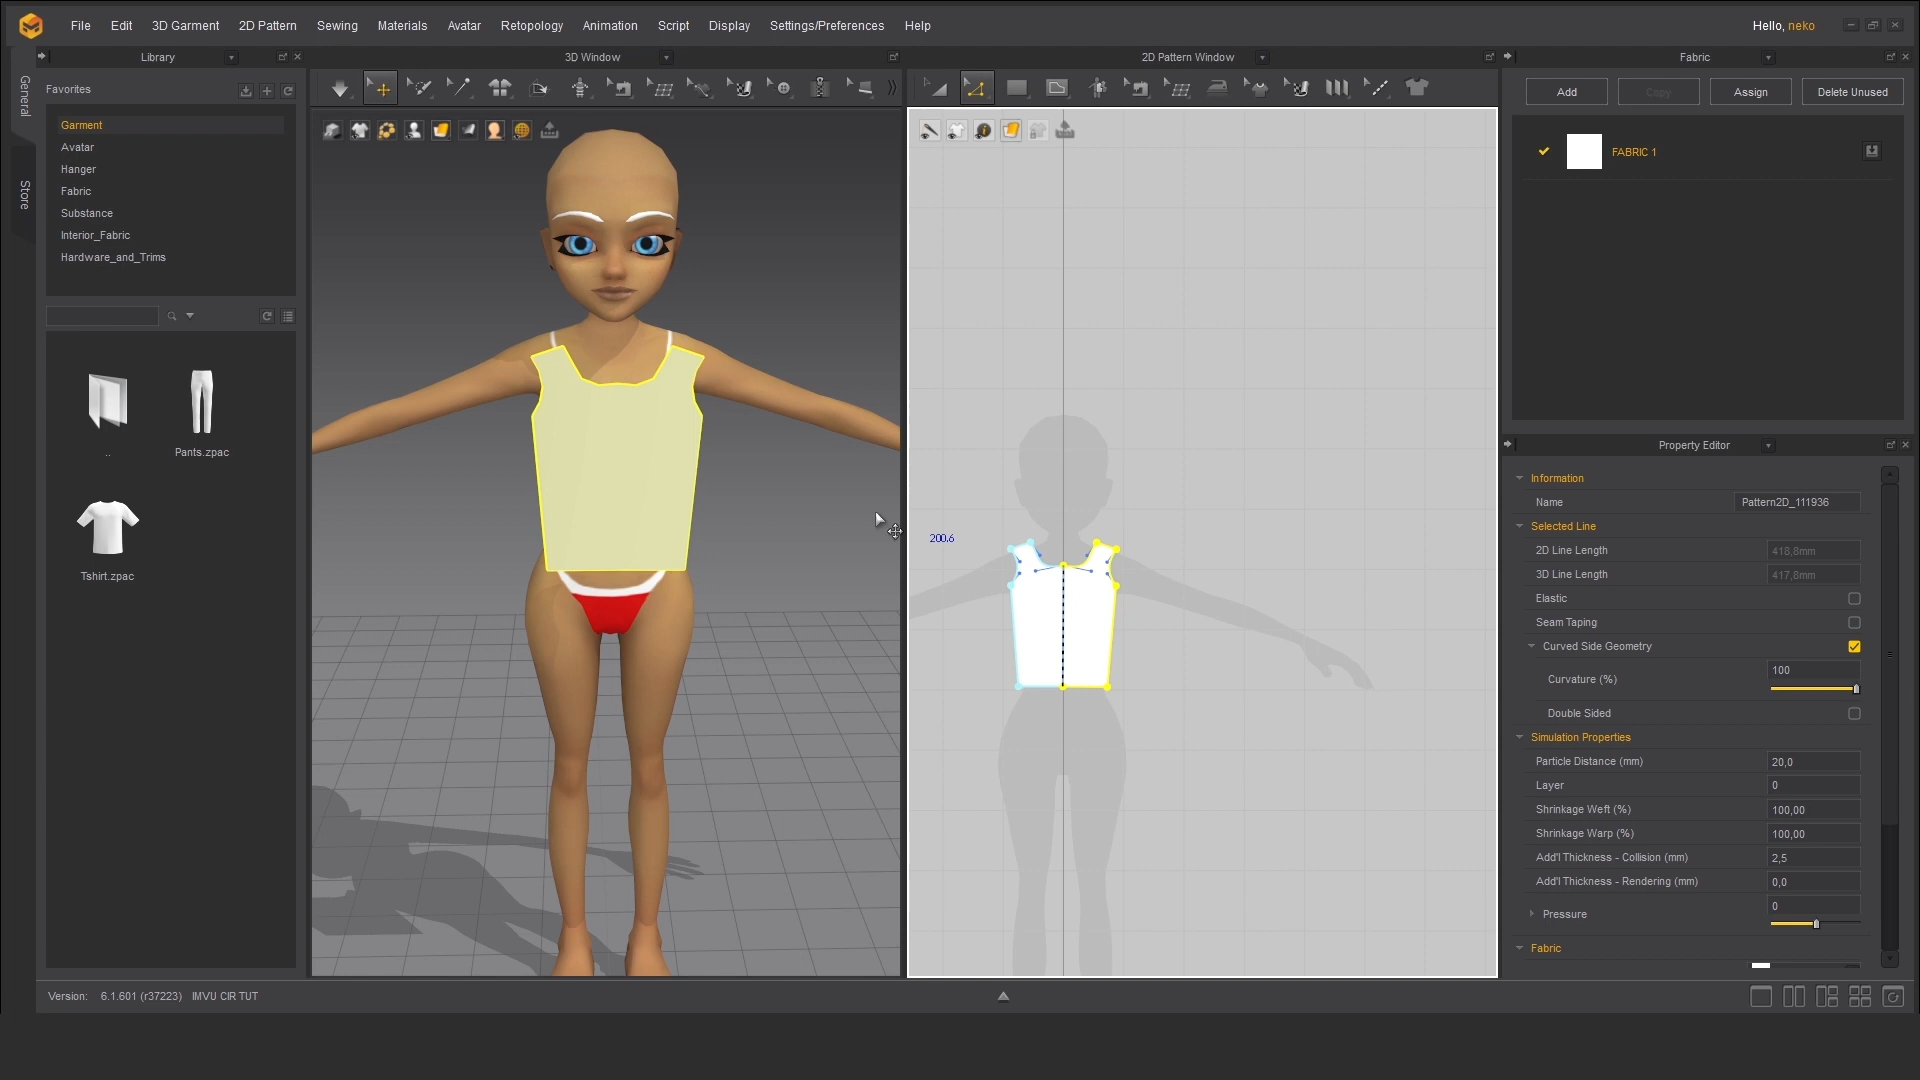 File Edit 3D Garment 2D Pattern Sewing Materials Avatar Retopology Animation Script Display Settings/Preferences Help
Hello, neko
Library
3D Window
2D Pattern Window
Fabric
General
Store
Favorites
Garment
Avatar
Hanger
Fabric
Substance
Interior_Fabric
Hardware_and_Trims
..
Pants.zpac
Tshirt.zpac
200.6
Add Copy Assign Delete Unused
FABRIC 1
Property Editor
Information
Name Pattern2D_111936
Selected Line
2D Line Length 418,8mm
3D Line Length 417,8mm
Elastic
Seam Taping
Curved Side Geometry
Curvature (%) 100
Double Sided
Simulation Properties
Particle Distance (mm) 20,0
Layer 0
Shrinkage Weft (%) 100,00
Shrinkage Warp (%) 100,00
Add'l Thickness - Collision (mm) 2,5
Add'l Thickness - Rendering (mm) 0,0
Pressure 0
Fabric
Version: 6.1.601 (r37223) IMVU CIR TUT